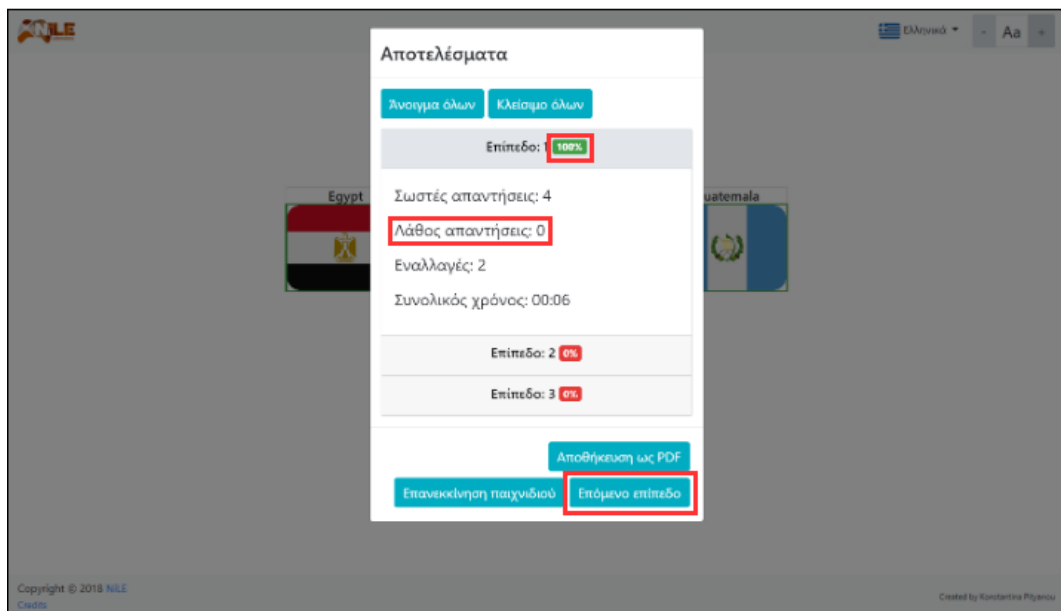 NiLE
Ελληνικά
- Aa +
Αποτελέσματα
Άνοιγμα όλων Κλείσιμο όλων
Επίπεδο: 1 100%
Egypt
uatemala
Σωστές απαντήσεις: 4
Λάθος απαντήσεις: 0
Εναλλαγές: 2
Συνολικός χρόνος: 00:06
Επίπεδο: 2 0%
Επίπεδο: 3 0%
Αποθήκευση ως PDF
Επανεκκίνηση παιχνιδιού Επόμενο επίπεδο
Copyright © 2018 NiLE
Credits
Created by Konstantina